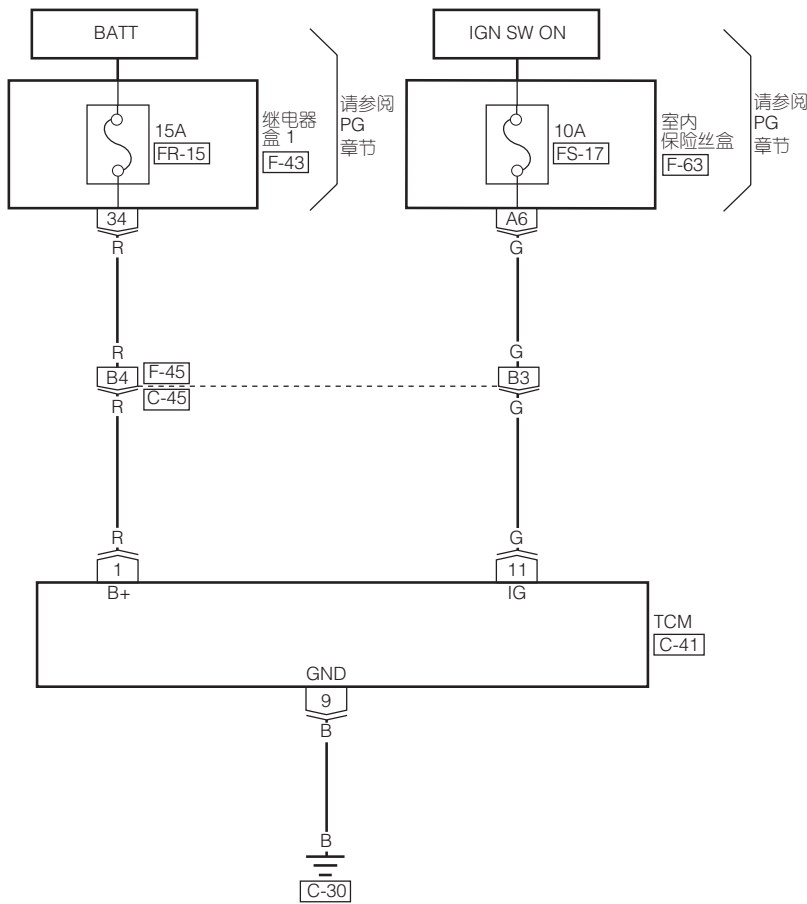 BATT
IGN SW ON
15A
FR-15
继电器
盒 1
F-43
请参阅
PG
章节
10A
FS-17
室内
保险丝盒
F-63
请参阅
PG
章节
34
A6
R
G
R
G
B4
F-45
C-45
B3
R
G
R
G
1
11
B+
IG
TCM
C-41
GND
9
B
B
C-30